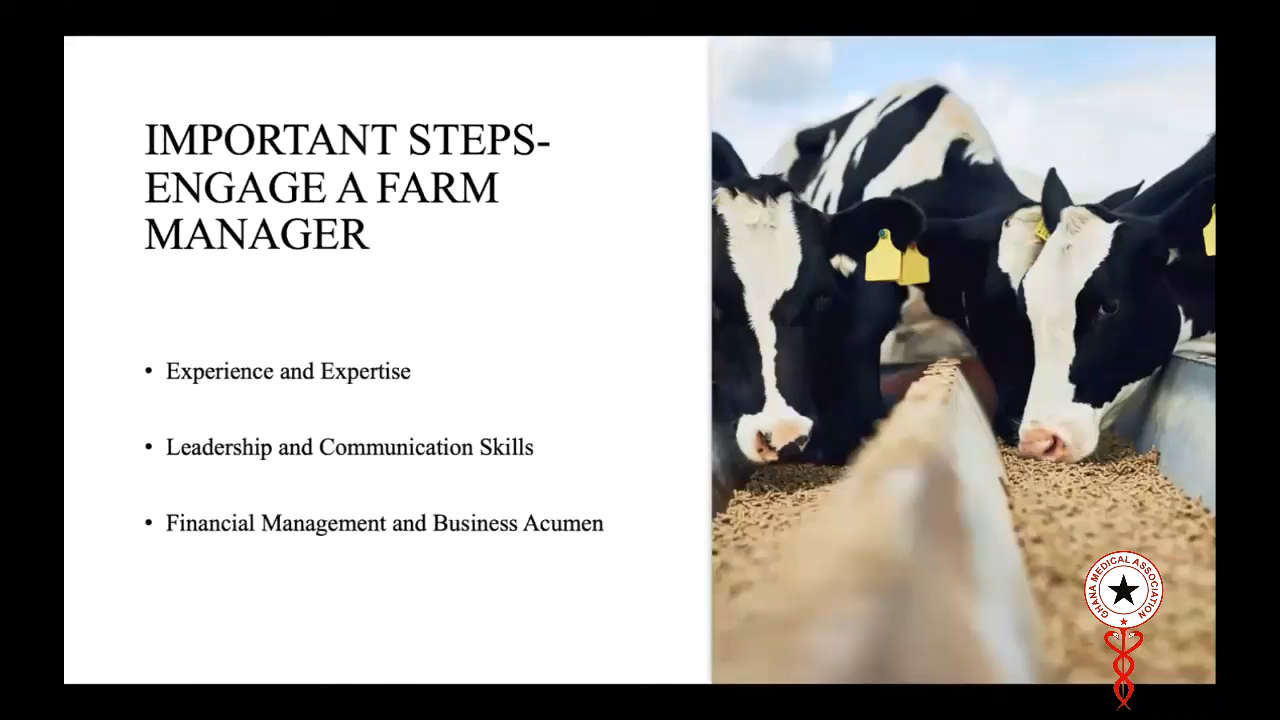 IMPORTANT STEPS-
ENGAGE A FARM
MANAGER
• Experience and Expertise
• Leadership and Communication Skills
• Financial Management and Business Acumen
GHANA MEDICAL ASSOCIATION